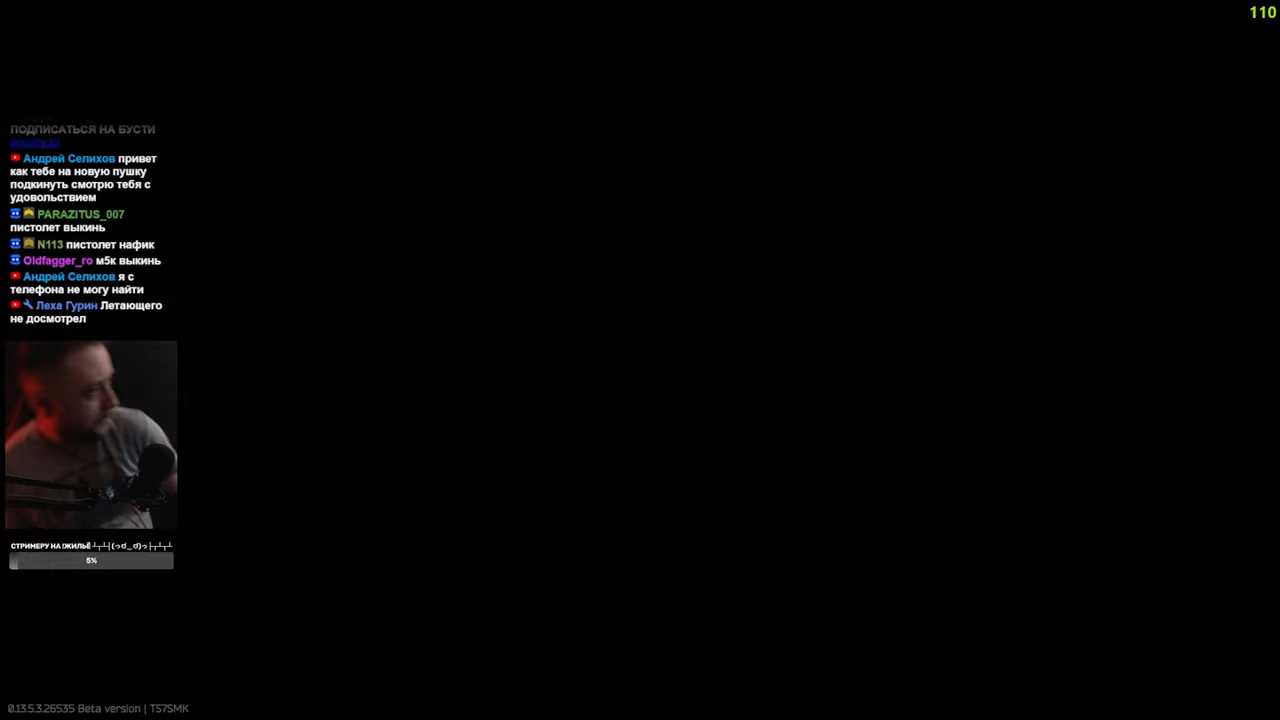 110
ПОДПИСАТЬСЯ НА БУСТИ
Андрей Селихов привет
как тебе на новую пушку
подкинуть смотрю тебя с
удовольствием
PARAZITUS_007
пистолет выкинь
N113 пистолет нафик
Oldfagger_ro м5к выкинь
Андрей Селихов я с
телефона не могу найти
Леха Гурин Летающего
не досмотрел
СТРИМЕРУ НА !ЖИЛЬЁ
5%
0.13.5.3.26535 Beta version | TS7SMK